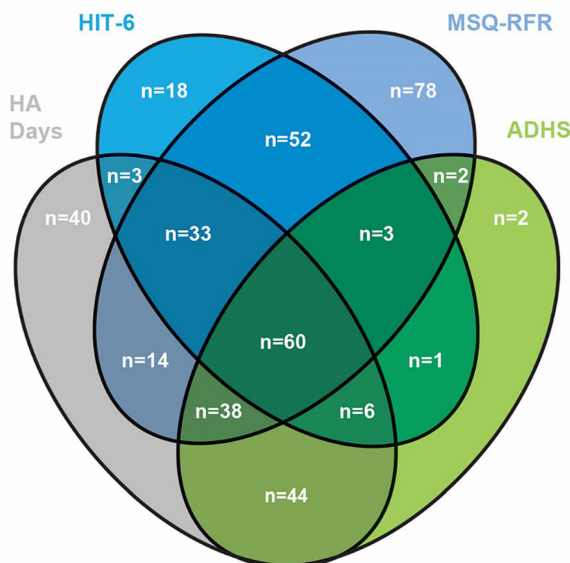 HIT-6
MSQ-RFR
HA
Days
ADHS
n=18
n=78
n=52
n=3
n=2
n=40
n=33
n=3
n=2
n=14
n=60
n=1
n=38
n=6
n=44